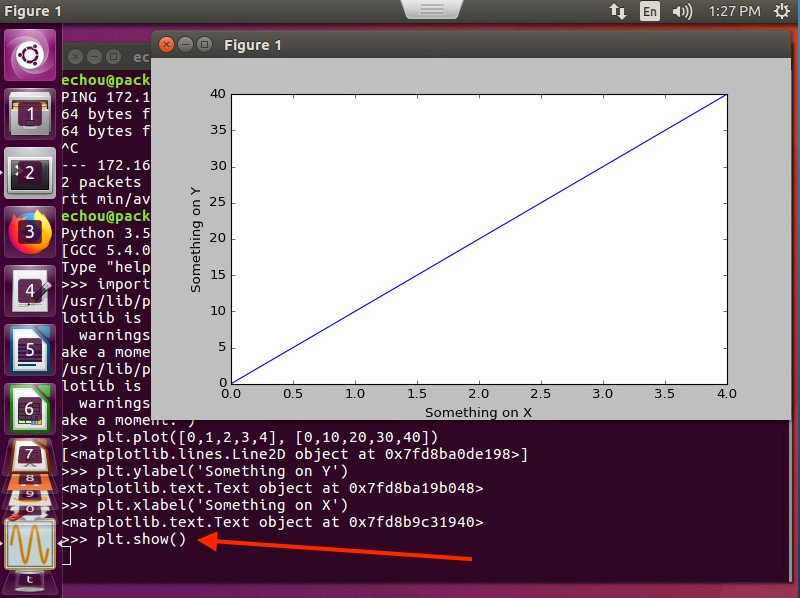 Figure 1
En
1:27 PM
Figure 1
ec
echou@pack
PING 172.1
64 bytes f
64 bytes f
^C
--- 172.16
2 packets
rtt min/av
echou@pack
Python 3.5
[GCC 5.4.0
Type "help
>>> import
/usr/lib/p
lotlib is
warnings
ake a mome
/usr/lib/p
lotlib is
warnings
ake a moment.')
>>> plt.plot([0,1,2,3,4], [0,10,20,30,40])
[<matplotlib.lines.Line2D object at 0x7fd8ba0de198>]
>>> plt.ylabel('Something on Y')
<matplotlib.text.Text object at 0x7fd8ba19b048>
>>> plt.xlabel('Something on X')
<matplotlib.text.Text object at 0x7fd8b9c31940>
>>> plt.show()
40
35
30
25
20
15
10
5
0
Something on Y
0.0 0.5 1.0 1.5 2.0 2.5 3.0 3.5 4.0
Something on X
1
2
3
4
5
6
7
8
9
0
t